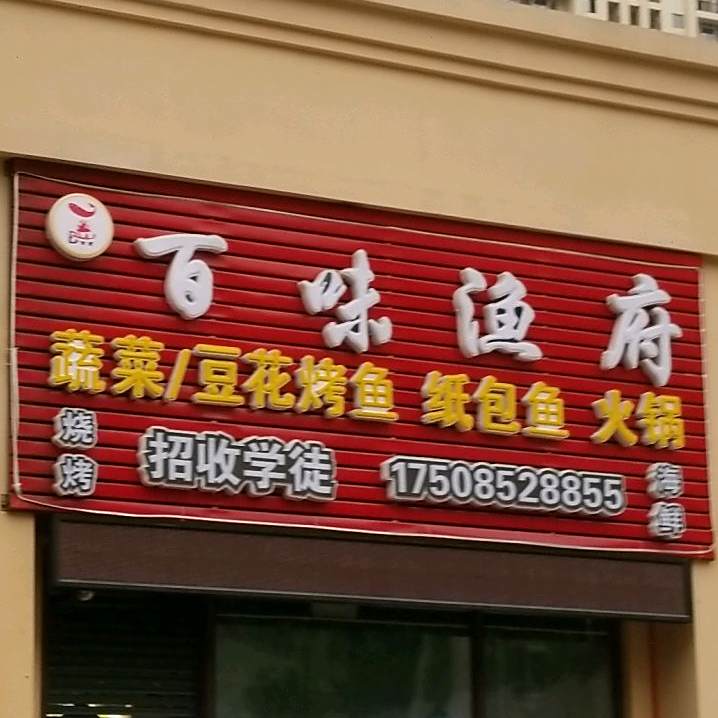 百味渔府
蔬菜/豆花烤鱼 纸包鱼 火锅
烧烤
招收学徒 17508528855
海鲜